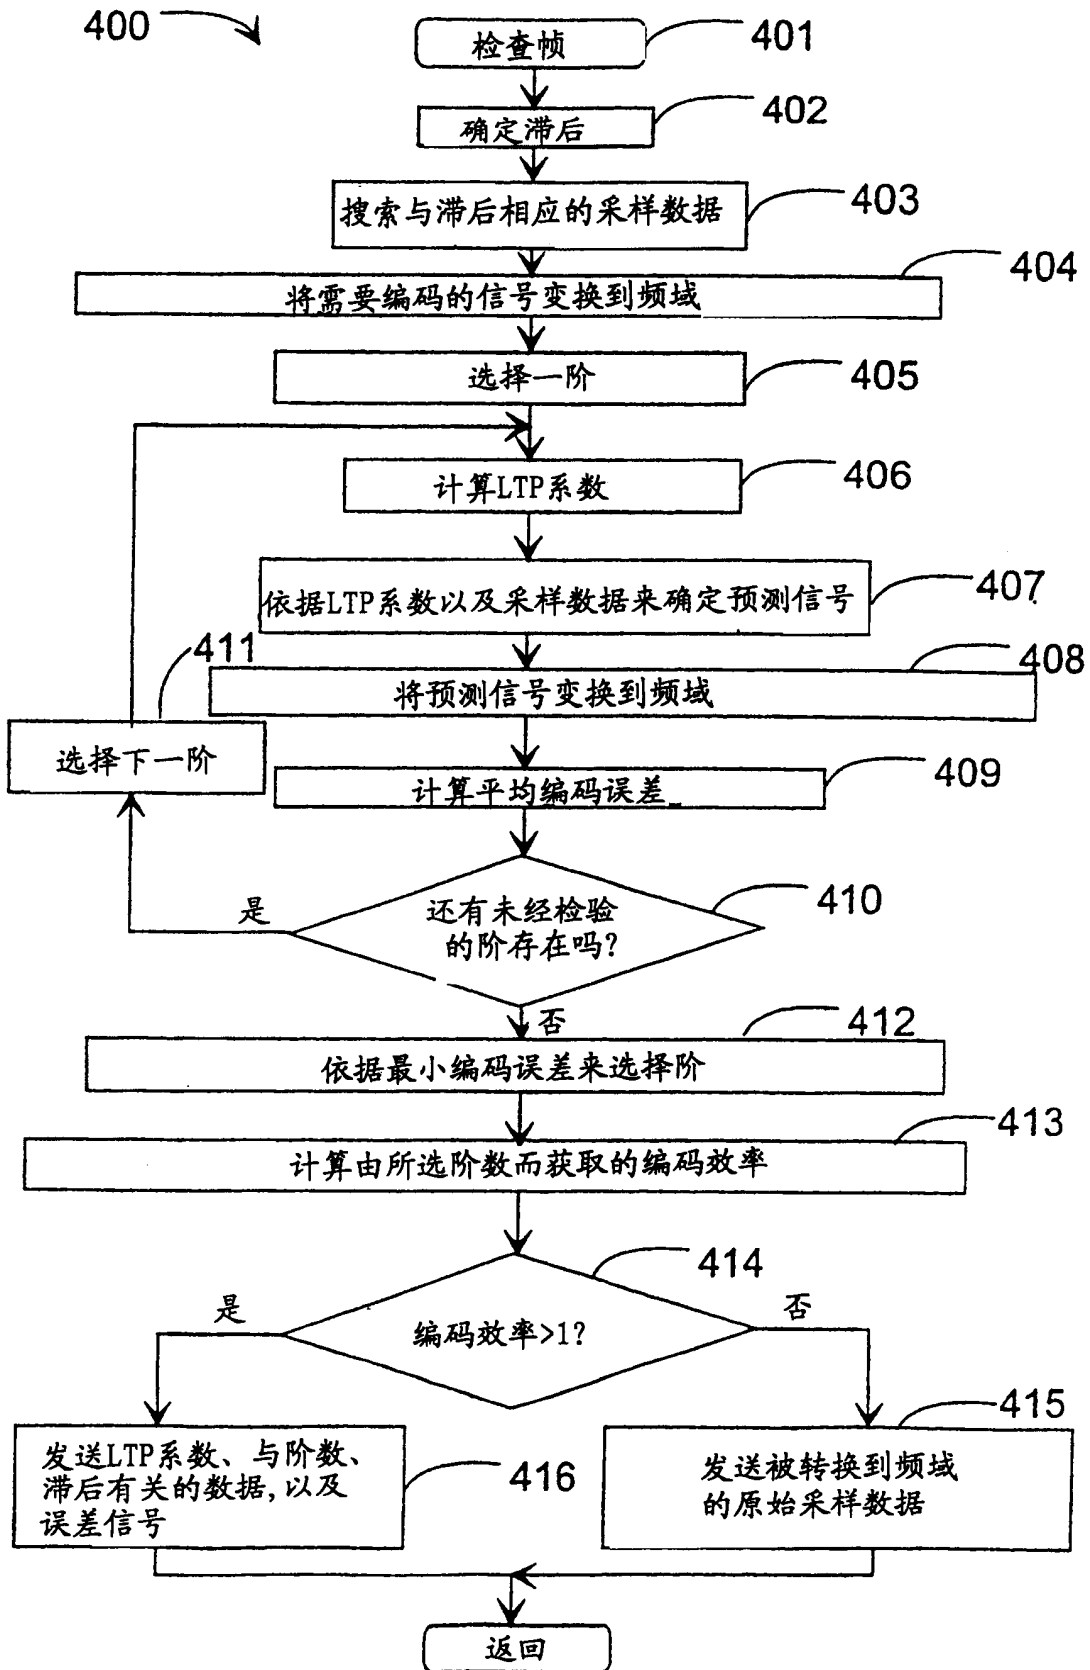 400
检查帧
401
确定滞后
402
搜索与滞后相应的采样数据
403
将需要编码的信号变换到频域
404
选择一阶
405
计算LTP系数
406
依据LTP系数以及采样数据来确定预测信号
407
将预测信号变换到频域
408
411
选择下一阶
计算平均编码误差
409
还有未经检验
的阶存在吗?
410
是
否
依据最小编码误差来选择阶
412
计算由所选阶数而获取的编码效率
413
编码效率>1?
414
是
否
发送LTP系数、与阶数、
滞后有关的数据,以及
误差信号
416
发送被转换到频域
的原始采样数据
415
返回